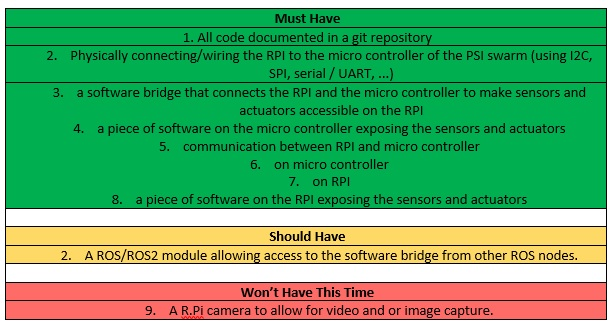 Must Have
1. All code documented in a git repository
2. Physically connecting/wiring the RPI to the micro controller of the PSI swarm (using I2C,
SPI, serial / UART, ...)
3. a software bridge that connects the RPI and the micro controller to make sensors and
actuators accessible on the RPI
4. a piece of software on the micro controller exposing the sensors and actuators
5. communication between RPI and micro controller
6. on micro controller
7. on RPI
8. a piece of software on the RPI exposing the sensors and actuators
Should Have
2. A ROS/ROS2 module allowing access to the software bridge from other ROS nodes.
Won't Have This Time
9. A R.Pi camera to allow for video and or image capture.